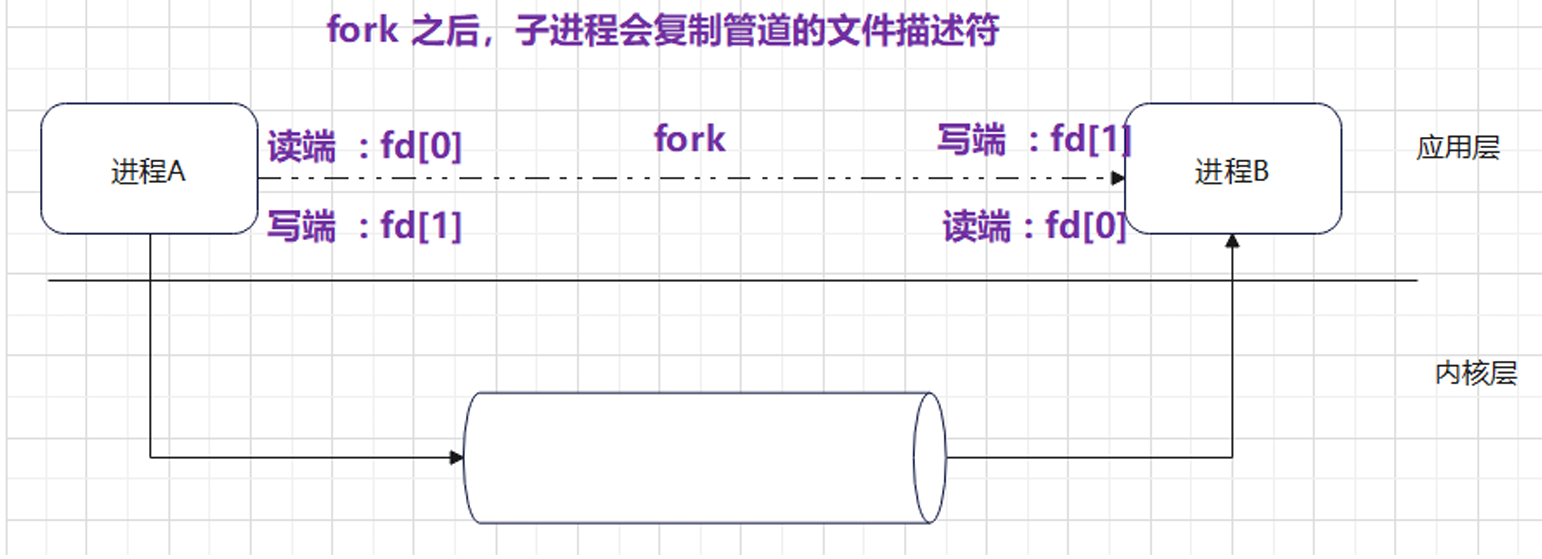 fork 之后，子进程会复制管道的文件描述符
读端 ：fd[0]
fork
写端 ：fd[1]
进程A
进程B
应用层
写端 ：fd[1]
读端：fd[0]
内核层